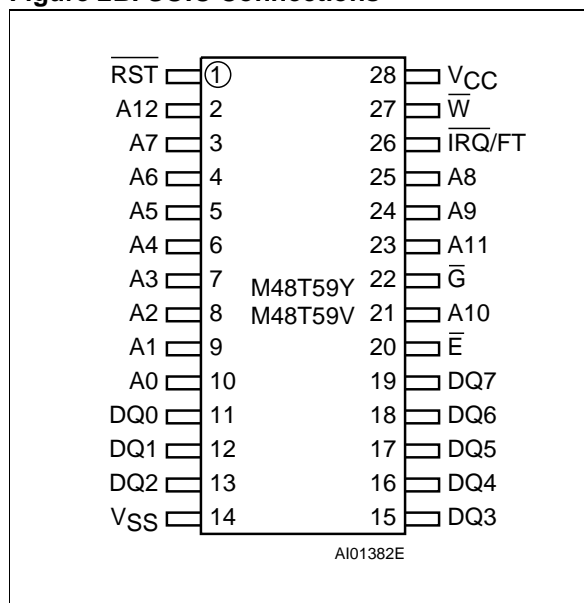 Figure 2B. SOIC Connections
R̅S̅T̅ 1 28 VCC
A12 2 27 W̅
A7 3 26 I̅R̅Q̅/FT
A6 4 25 A8
A5 5 24 A9
A4 6 23 A11
A3 7 22 G̅
M48T59Y
A2 8 21 A10
M48T59V
A1 9 20 E̅
A0 10 19 DQ7
DQ0 11 18 DQ6
DQ1 12 17 DQ5
DQ2 13 16 DQ4
VSS 14 15 DQ3
AI01382E